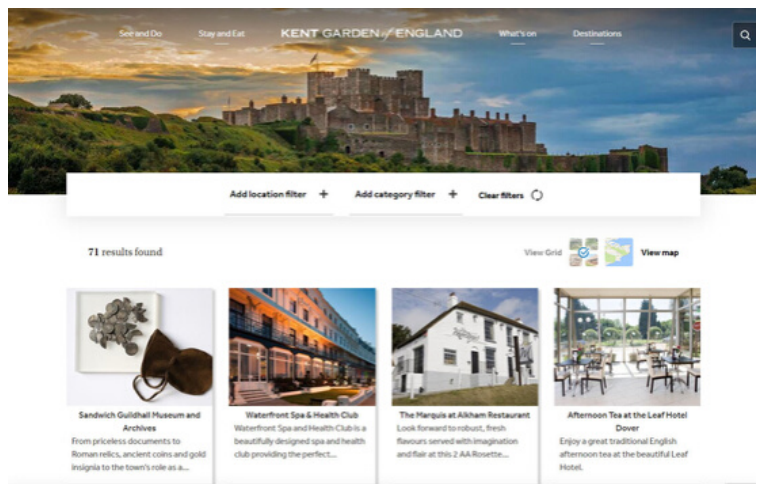 See and Do Stay and Eat KENT GARDEN of ENGLAND What's on Destinations
Add location filter + Add category filter + Clear filters
71 results found View Grid View map
Sandwich Guildhall Museum and
Archives
From priceless documents to
Roman relics, ancient coins and gold
insignia to the town's role as a...
Waterfront Spa & Health Club
Waterfront Spa and Health Club is a
beautifully designed spa and health
club providing the perfect...
The Marquis at Alkham Restaurant
Look forward to robust, fresh
flavours served with imagination
and flair at this 2 AA Rosette...
Afternoon Tea at the Leaf Hotel
Dover
Enjoy a great traditional English
afternoon tea at the beautiful Leaf
Hotel.